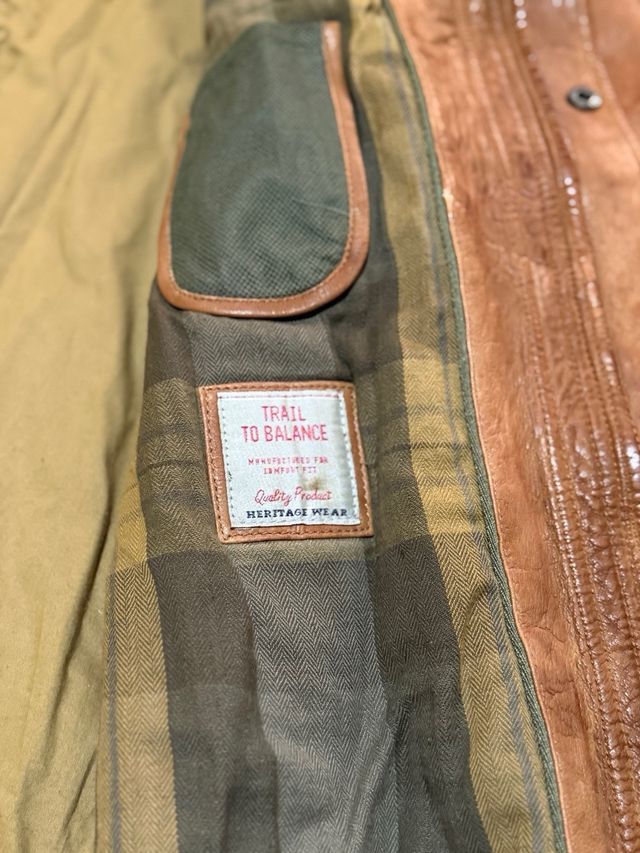 TRAIL
TO BALANCE
MANUFACTURED FOR
COMFORT FIT
Quality Product
HERITAGE WEAR